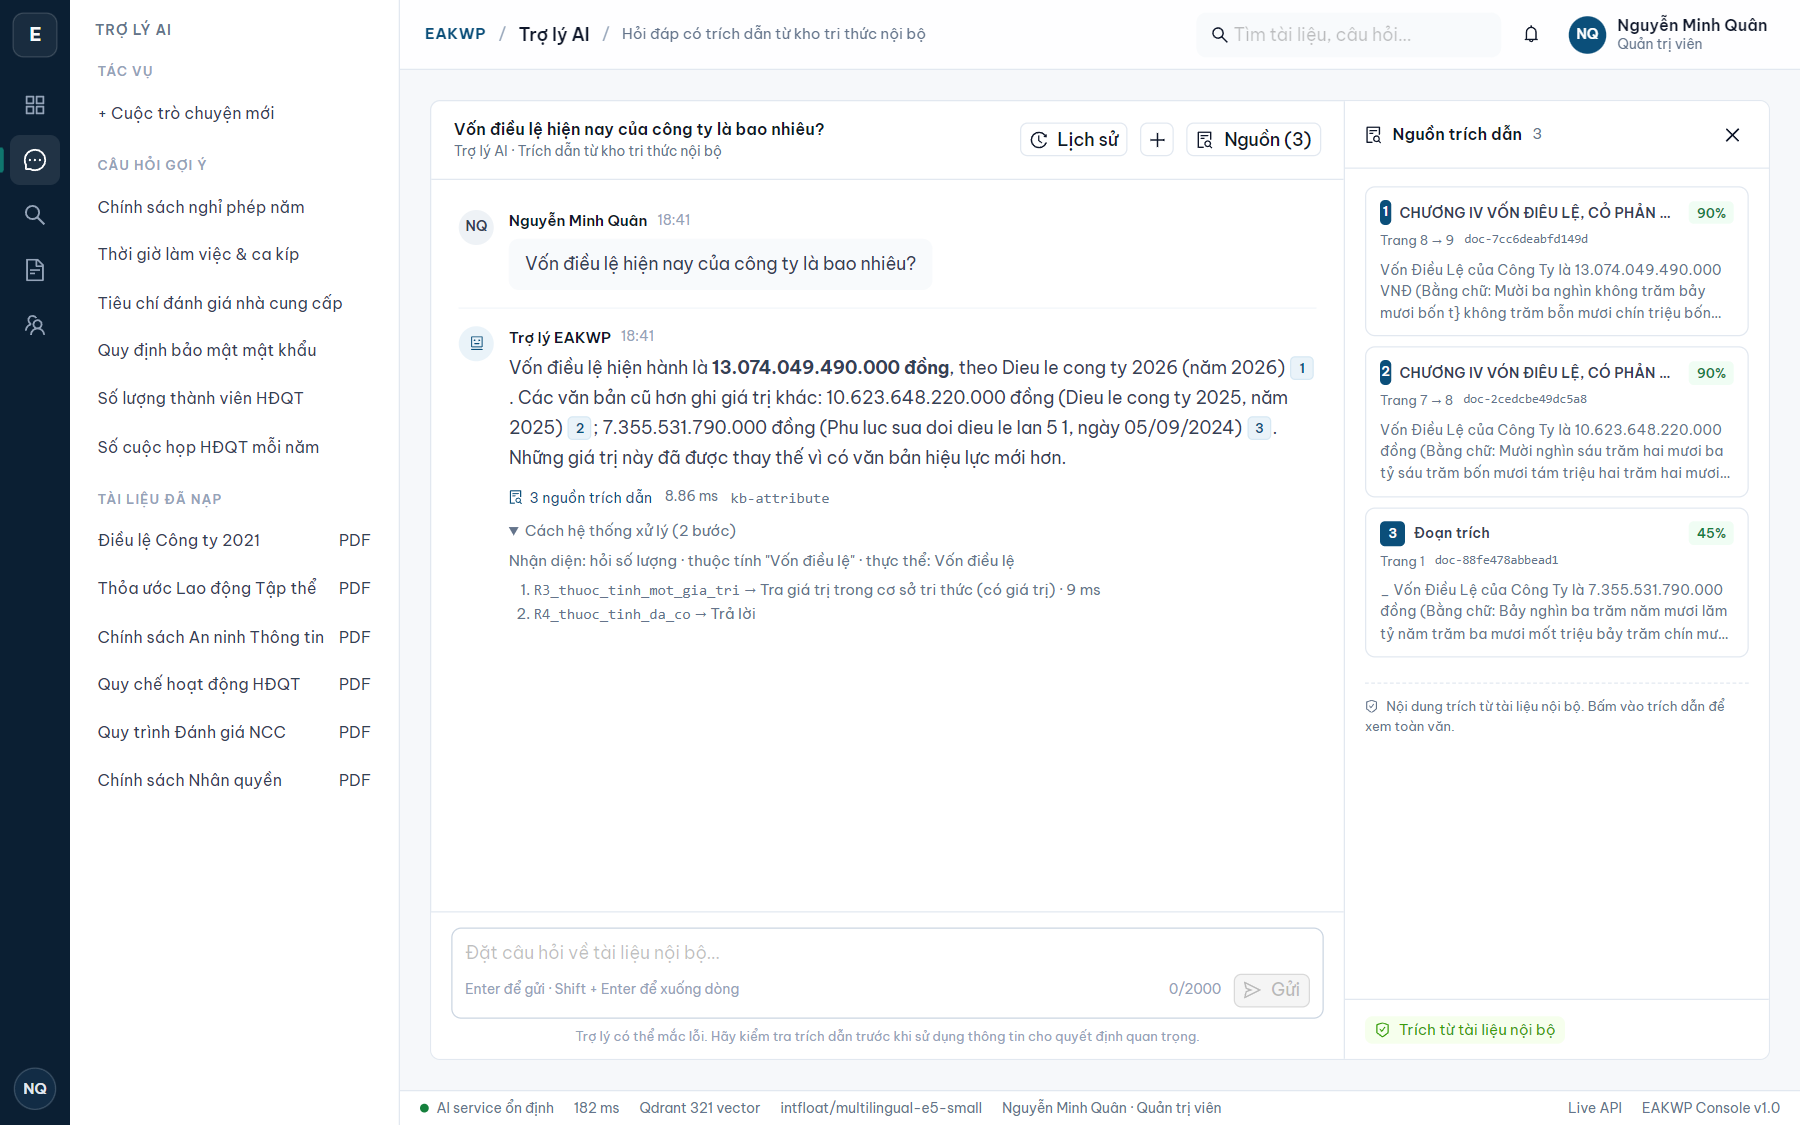 E
TRỢ LÝ AI
TÁC VỤ
+ Cuộc trò chuyện mới
CÂU HỎI GỢI Ý
Chính sách nghỉ phép năm
Thời giờ làm việc & ca kíp
Tiêu chí đánh giá nhà cung cấp
Quy định bảo mật mật khẩu
Số lượng thành viên HĐQT
Số cuộc họp HĐQT mỗi năm
TÀI LIỆU ĐÃ NẠP
Điều lệ Công ty 2021 PDF
Thỏa ước Lao động Tập thể PDF
Chính sách An ninh Thông tin PDF
Quy chế hoạt động HĐQT PDF
Quy trình Đánh giá NCC PDF
Chính sách Nhân quyền PDF
NQ
EAKWP / Trợ lý AI / Hỏi đáp có trích dẫn từ kho tri thức nội bộ
Tìm tài liệu, câu hỏi...
NQ
Nguyễn Minh Quân
Quản trị viên
Vốn điều lệ hiện nay của công ty là bao nhiêu?
Trợ lý AI · Trích dẫn từ kho tri thức nội bộ
Lịch sử
+
Nguồn (3)
NQ
Nguyễn Minh Quân 18:41
Vốn điều lệ hiện nay của công ty là bao nhiêu?
Trợ lý EAKWP 18:41
Vốn điều lệ hiện hành là 13.074.049.490.000 đồng, theo Dieu le cong ty 2026 (năm 2026) 1
. Các văn bản cũ hơn ghi giá trị khác: 10.623.648.220.000 đồng (Dieu le cong ty 2025, năm
2025) 2 ; 7.355.531.790.000 đồng (Phu luc sua doi dieu le lan 5 1, ngày 05/09/2024) 3 .
Những giá trị này đã được thay thế vì có văn bản hiệu lực mới hơn.
3 nguồn trích dẫn 8.86 ms kb-attribute
▼ Cách hệ thống xử lý (2 bước)
Nhận diện: hỏi số lượng · thuộc tính "Vốn điều lệ" · thực thể: Vốn điều lệ
1. R3_thuoc_tinh_mot_gia_tri → Tra giá trị trong cơ sở tri thức (có giá trị) · 9 ms
2. R4_thuoc_tinh_da_co → Trả lời
Đặt câu hỏi về tài liệu nội bộ...
Enter để gửi · Shift + Enter để xuống dòng
0/2000
Gửi
Trợ lý có thể mắc lỗi. Hãy kiểm tra trích dẫn trước khi sử dụng thông tin cho quyết định quan trọng.
Nguồn trích dẫn 3
1 CHƯƠNG IV VỐN ĐIỀU LỆ, CỎ PHẦN ... 90%
Trang 8 → 9 doc-7cc6deabfd149d
Vốn Điều Lệ của Công Ty là 13.074.049.490.000
VNĐ (Bằng chữ: Mười ba nghìn không trăm bảy
mươi bốn t} không trăm bỗn mươi chín triệu bốn...
2 CHƯƠNG IV VÓN ĐIỀU LỆ, CÓ PHẦN ... 90%
Trang 7 → 8 doc-2cedcbe49dc5a8
Vốn Điều Lệ của Công Ty là 10.623.648.220.000
đồng (Bằng chữ: Mười nghìn sáu trăm hai mươi ba
tỷ sáu trăm bốn mươi tám triệu hai trăm hai mươi...
3 Đoạn trích 45%
Trang 1 doc-88fe478abbead1
_ Vốn Điều Lệ của Công Ty là 7.355.531.790.000
đồng (Bằng chữ: Bảy nghìn ba trăm năm mươi lăm
tỷ năm trăm ba mươi mốt triệu bảy trăm chín mư...
Nội dung trích từ tài liệu nội bộ. Bấm vào trích dẫn để
xem toàn văn.
Trích từ tài liệu nội bộ
AI service ổn định 182 ms Qdrant 321 vector intfloat/multilingual-e5-small Nguyễn Minh Quân · Quản trị viên
Live API EAKWP Console v1.0